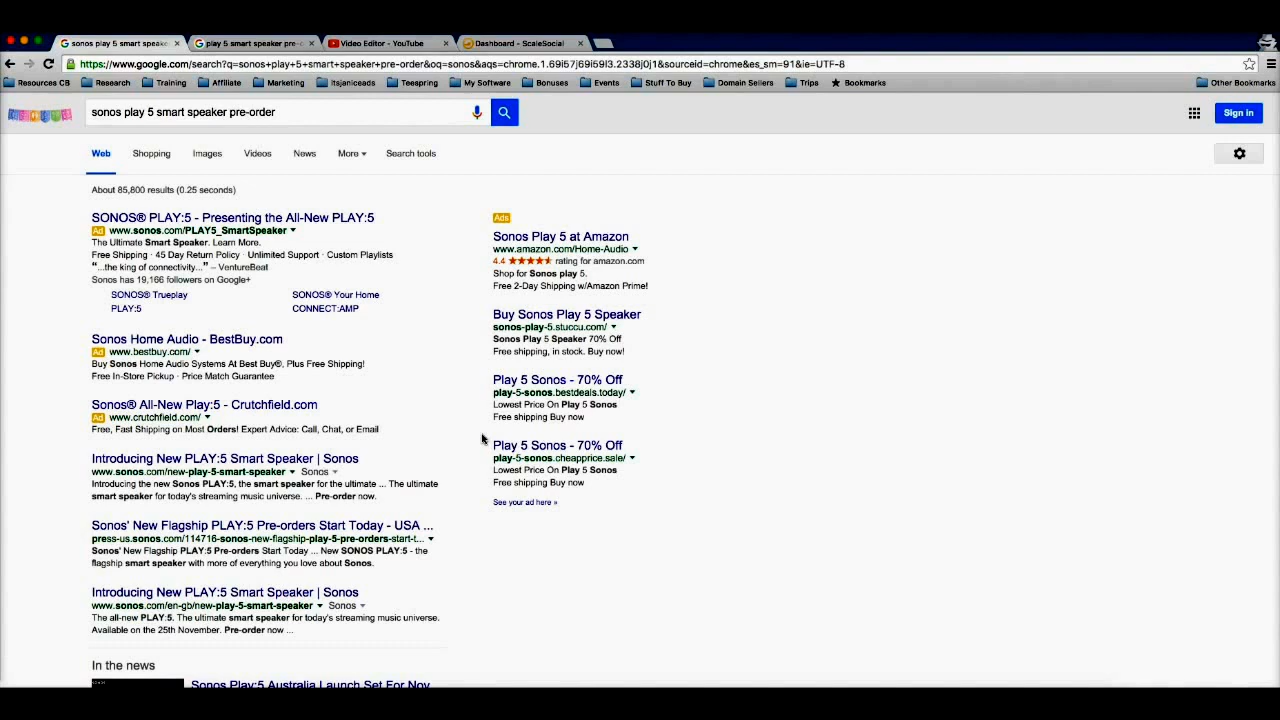 sonos play 5 smart speake
play 5 smart speaker pre-o
Video Editor - YouTube
Dashboard - ScaleSocial
https://www.google.com/search?q=sonos+play+5+smart+speaker+pre-order&oq=sonos&aqs=chrome.1.69i57j69i59l3.2338j0j1&sourceid=chrome&es_sm=91&ie=UTF-8
Resources CB Research Training Affiliate Marketing Itsjaniceads Teespring My Software Bonuses Events Stuff To Buy Domain Sellers Trips Bookmarks Other Bookmarks
sonos play 5 smart speaker pre-order
Sign in
Web Shopping Images Videos News More Search tools
About 85,800 results (0.25 seconds)
SONOS® PLAY:5 - Presenting the All-New PLAY:5
Ad www.sonos.com/PLAY5_SmartSpeaker
The Ultimate Smart Speaker. Learn More.
Free Shipping · 45 Day Return Policy · Unlimited Support · Custom Playlists
“...the king of connectivity...” – VentureBeat
Sonos has 19,166 followers on Google+
SONOS® Trueplay SONOS® Your Home
PLAY:5 CONNECT:AMP
Sonos Home Audio - BestBuy.com
Ad www.bestbuy.com/
Buy Sonos Home Audio Systems At Best Buy®, Plus Free Shipping!
Free In-Store Pickup · Price Match Guarantee
Sonos® All-New Play:5 - Crutchfield.com
Ad www.crutchfield.com/
Free, Fast Shipping on Most Orders! Expert Advice: Call, Chat, or Email
Introducing New PLAY:5 Smart Speaker | Sonos
www.sonos.com/new-play-5-smart-speaker Sonos
Introducing the new Sonos PLAY:5, the smart speaker for the ultimate ... The ultimate
smart speaker for today's streaming music universe. ... Pre-order now.
Sonos' New Flagship PLAY:5 Pre-orders Start Today - USA ...
press-us.sonos.com/114716-sonos-new-flagship-play-5-pre-orders-start-t...
Sonos' New Flagship PLAY:5 Pre-orders Start Today ... New SONOS PLAY:5 - the
flagship smart speaker with more of everything you love about Sonos.
Introducing New PLAY:5 Smart Speaker | Sonos
www.sonos.com/en-gb/new-play-5-smart-speaker Sonos
The all-new PLAY:5. The ultimate smart speaker for today's streaming music universe.
Available on the 25th November. Pre-order now ...
In the news
Sonos Play:5 Australia Launch Set For Nov
Ads
Sonos Play 5 at Amazon
www.amazon.com/Home-Audio
4.4 ★★★★★ rating for amazon.com
Shop for Sonos play 5.
Free 2-Day Shipping w/Amazon Prime!
Buy Sonos Play 5 Speaker
sonos-play-5.stuccu.com/
Sonos Play 5 Speaker 70% Off
Free shipping, in stock. Buy now!
Play 5 Sonos - 70% Off
play-5-sonos.bestdeals.today/
Lowest Price On Play 5 Sonos
Free shipping Buy now
Play 5 Sonos - 70% Off
play-5-sonos.cheapprice.sale/
Lowest Price On Play 5 Sonos
Free shipping Buy now
See your ad here »